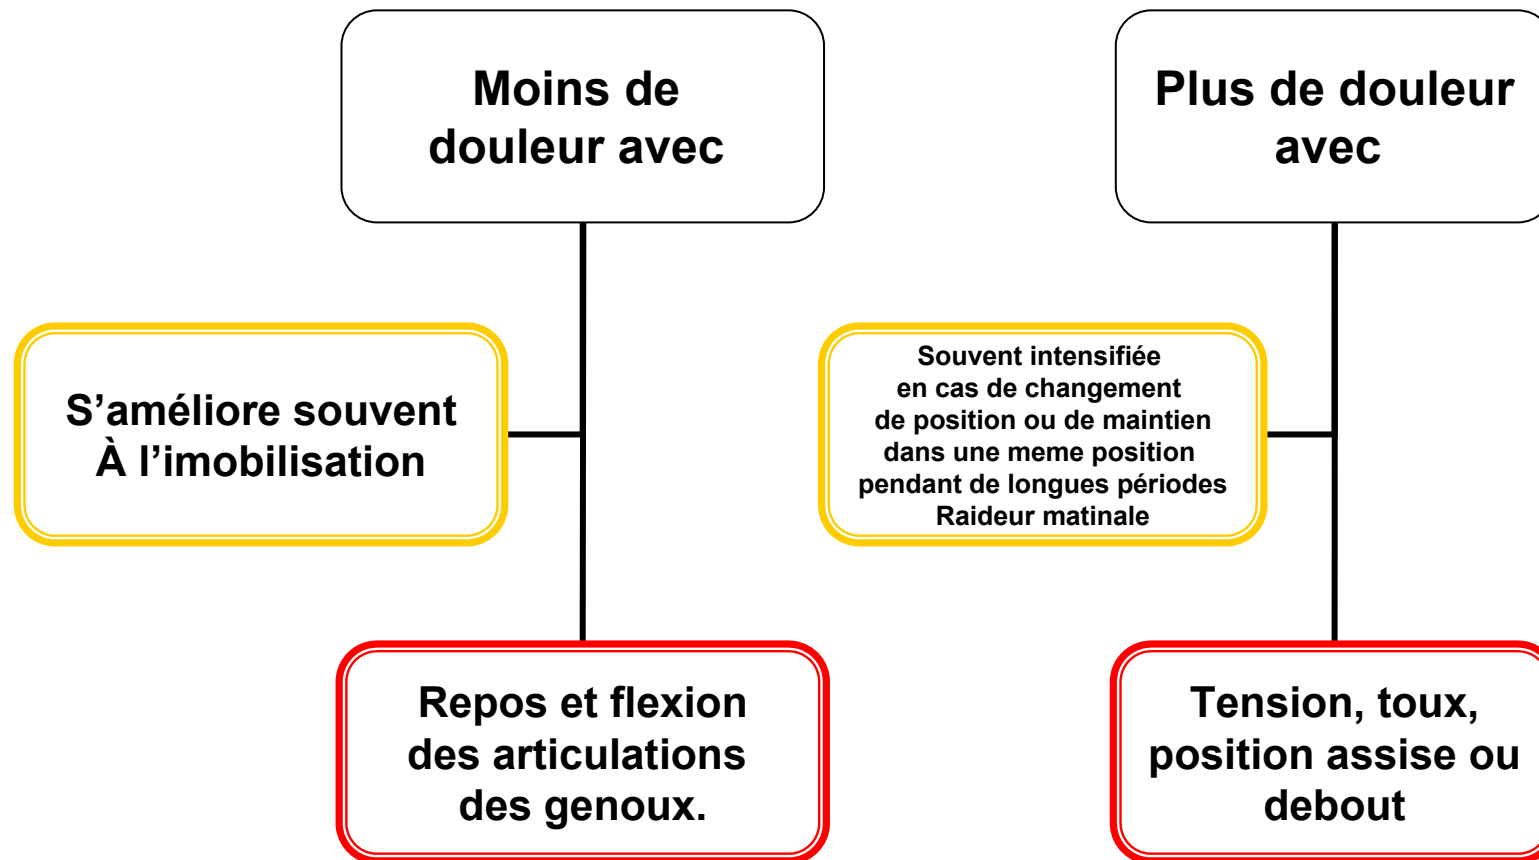 Moins de
douleur avec
Plus de douleur
avec
S’améliore souvent
À l’imobilisation
Souvent intensifiée
en cas de changement
de position ou de maintien
dans une meme position
pendant de longues périodes
Raideur matinale
Repos et flexion
des articulations
des genoux.
Tension, toux,
position assise ou
debout